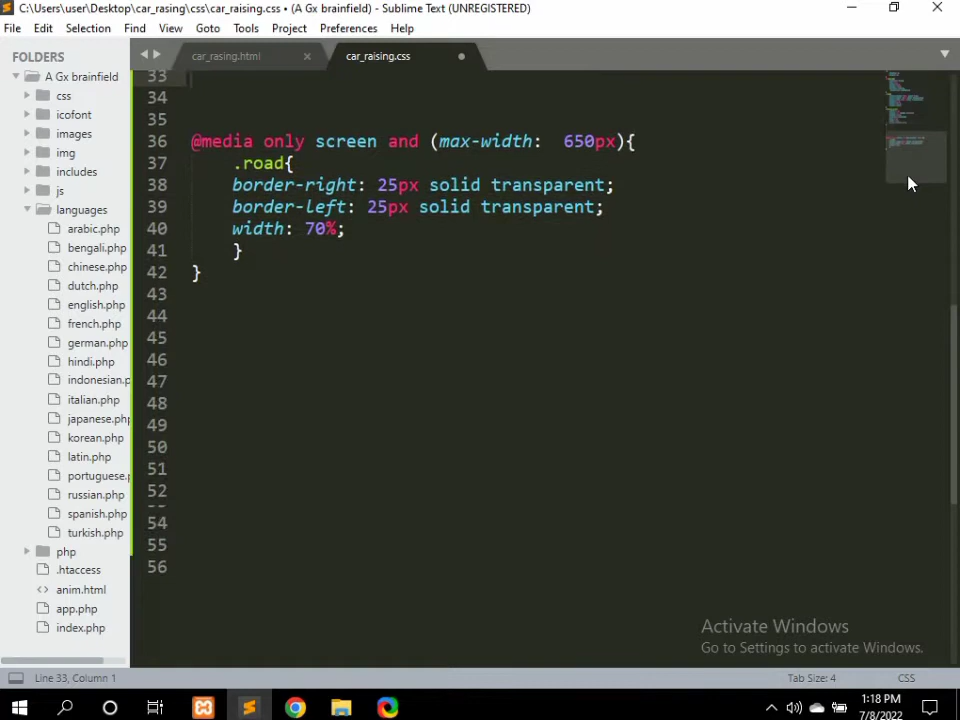 C:\Users\user\Desktop\car_rasing\css\car_raising.css • (A Gx brainfield) - Sublime Text (UNREGISTERED)
File Edit Selection View Goto Tools Project Preferences Help
FOLDERS
A Gx brainfield
css
icofont
images
img
includes
js
languages
arabic.php
bengali.php
chinese.php
dutch.php
english.php
french.php
german.php
hindi.php
indonesian.p
italian.php
japanese.php
korean.php
latin.php
portuguese.p
russian.php
spanish.php
turkish.php
php
.htaccess
<> anim.html
app.php
index.php
car_rasing.html ×
car_raising.css
33
34
35
36 @media only screen and (max-width:  650px){
37 .road{
38 border-right: 25px solid transparent;
39 border-left: 25px solid transparent;
40 width: 70%;
41 }
42 }
43
44
45
46
47
48
49
50
51
52
54
55
56
Activate Windows
Go to Settings to activate Windows.
Line 33, Column 1
Tab Size: 4
CSS
1:18 PM
7/8/2022